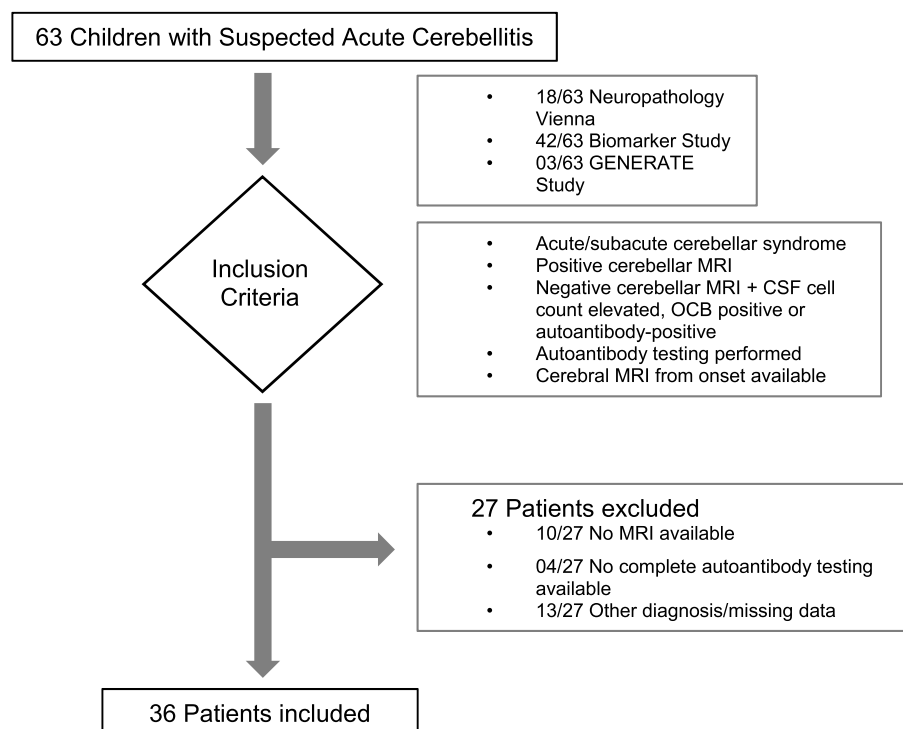 63 Children with Suspected Acute Cerebellitis
• 18/63 Neuropathology
Vienna
• 42/63 Biomarker Study
• 03/63 GENERATE
Study
Inclusion
Criteria
• Acute/subacute cerebellar syndrome
• Positive cerebellar MRI
• Negative cerebellar MRI + CSF cell
count elevated, OCB positive or
autoantibody-positive
• Autoantibody testing performed
• Cerebral MRI from onset available
27 Patients excluded
• 10/27 No MRI available
• 04/27 No complete autoantibody testing
available
• 13/27 Other diagnosis/missing data
36 Patients included